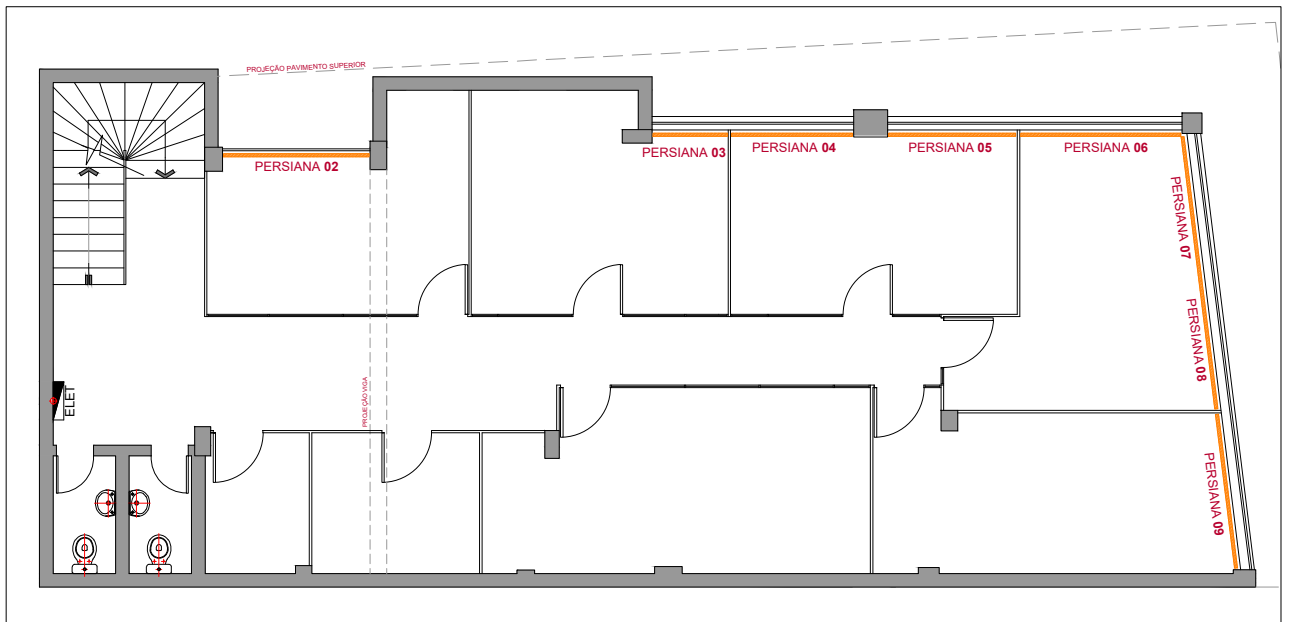 PROJEÇÃO PAVIMENTO SUPERIOR
PERSIANA 02
PERSIANA 03
PERSIANA 04
PERSIANA 05
PERSIANA 06
PERSIANA 07
PERSIANA 08
PERSIANA 09
PROJEÇÃO VIGA
ELET